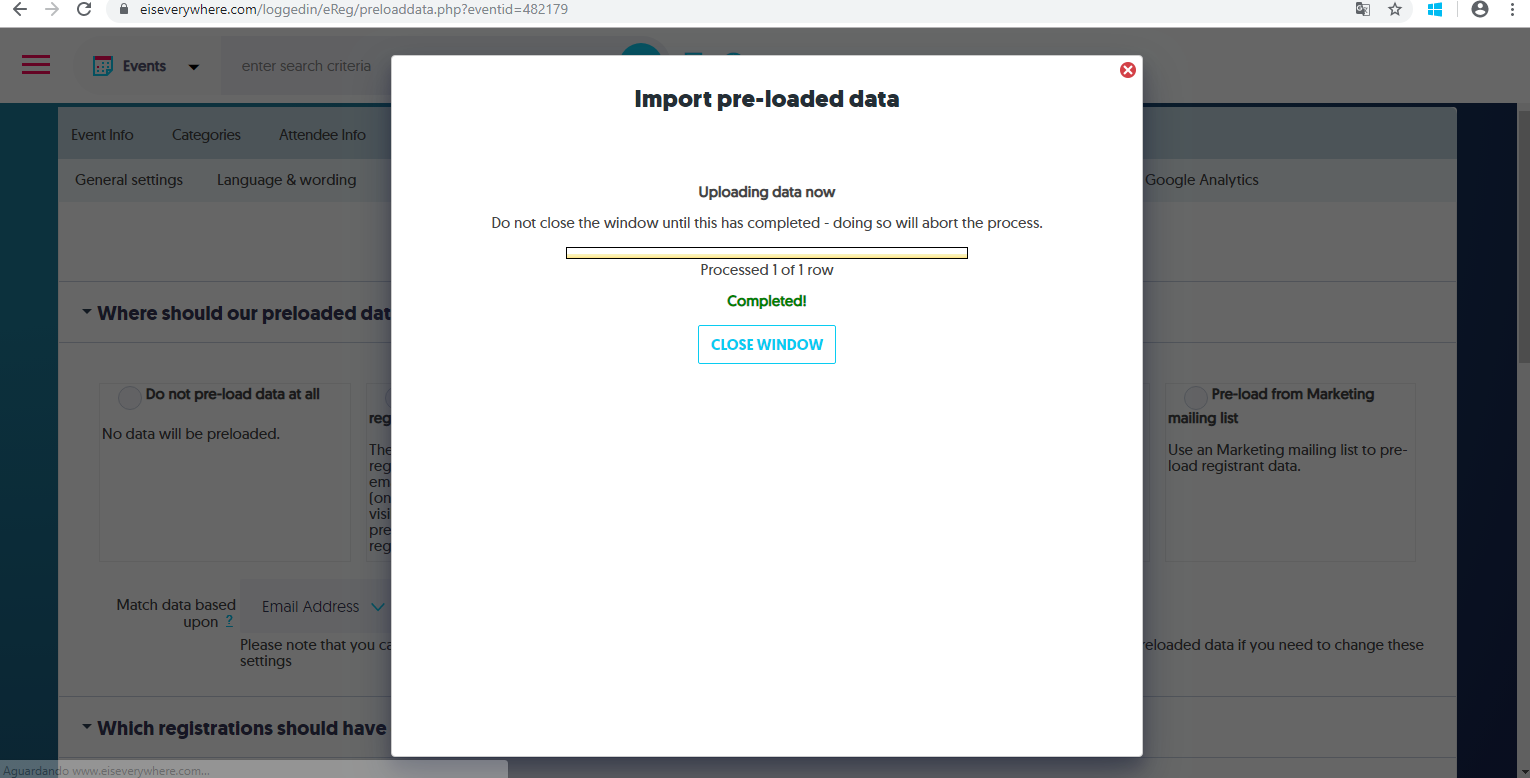 eiseverywhere.com/loggedin/eReg/preloaddata.php?eventid=482179
Events
enter search criteria
Import pre-loaded data
Event Info Categories Attendee Info
General settings Language & wording Google Analytics
Uploading data now
Do not close the window until this has completed - doing so will abort the process.
Processed 1 of 1 row
Completed!
CLOSE WINDOW
Where should our preloaded dat
Do not pre-load data at all
No data will be preloaded.
reg
The
reg
em
(on
visi
pre
reg
Pre-load from Marketing
mailing list
Use an Marketing mailing list to pre-
load registrant data.
Match data based
upon ?
Email Address
Please note that you ca reloaded data if you need to change these
settings
Which registrations should have
Aguardando www.eiseverywhere.com...